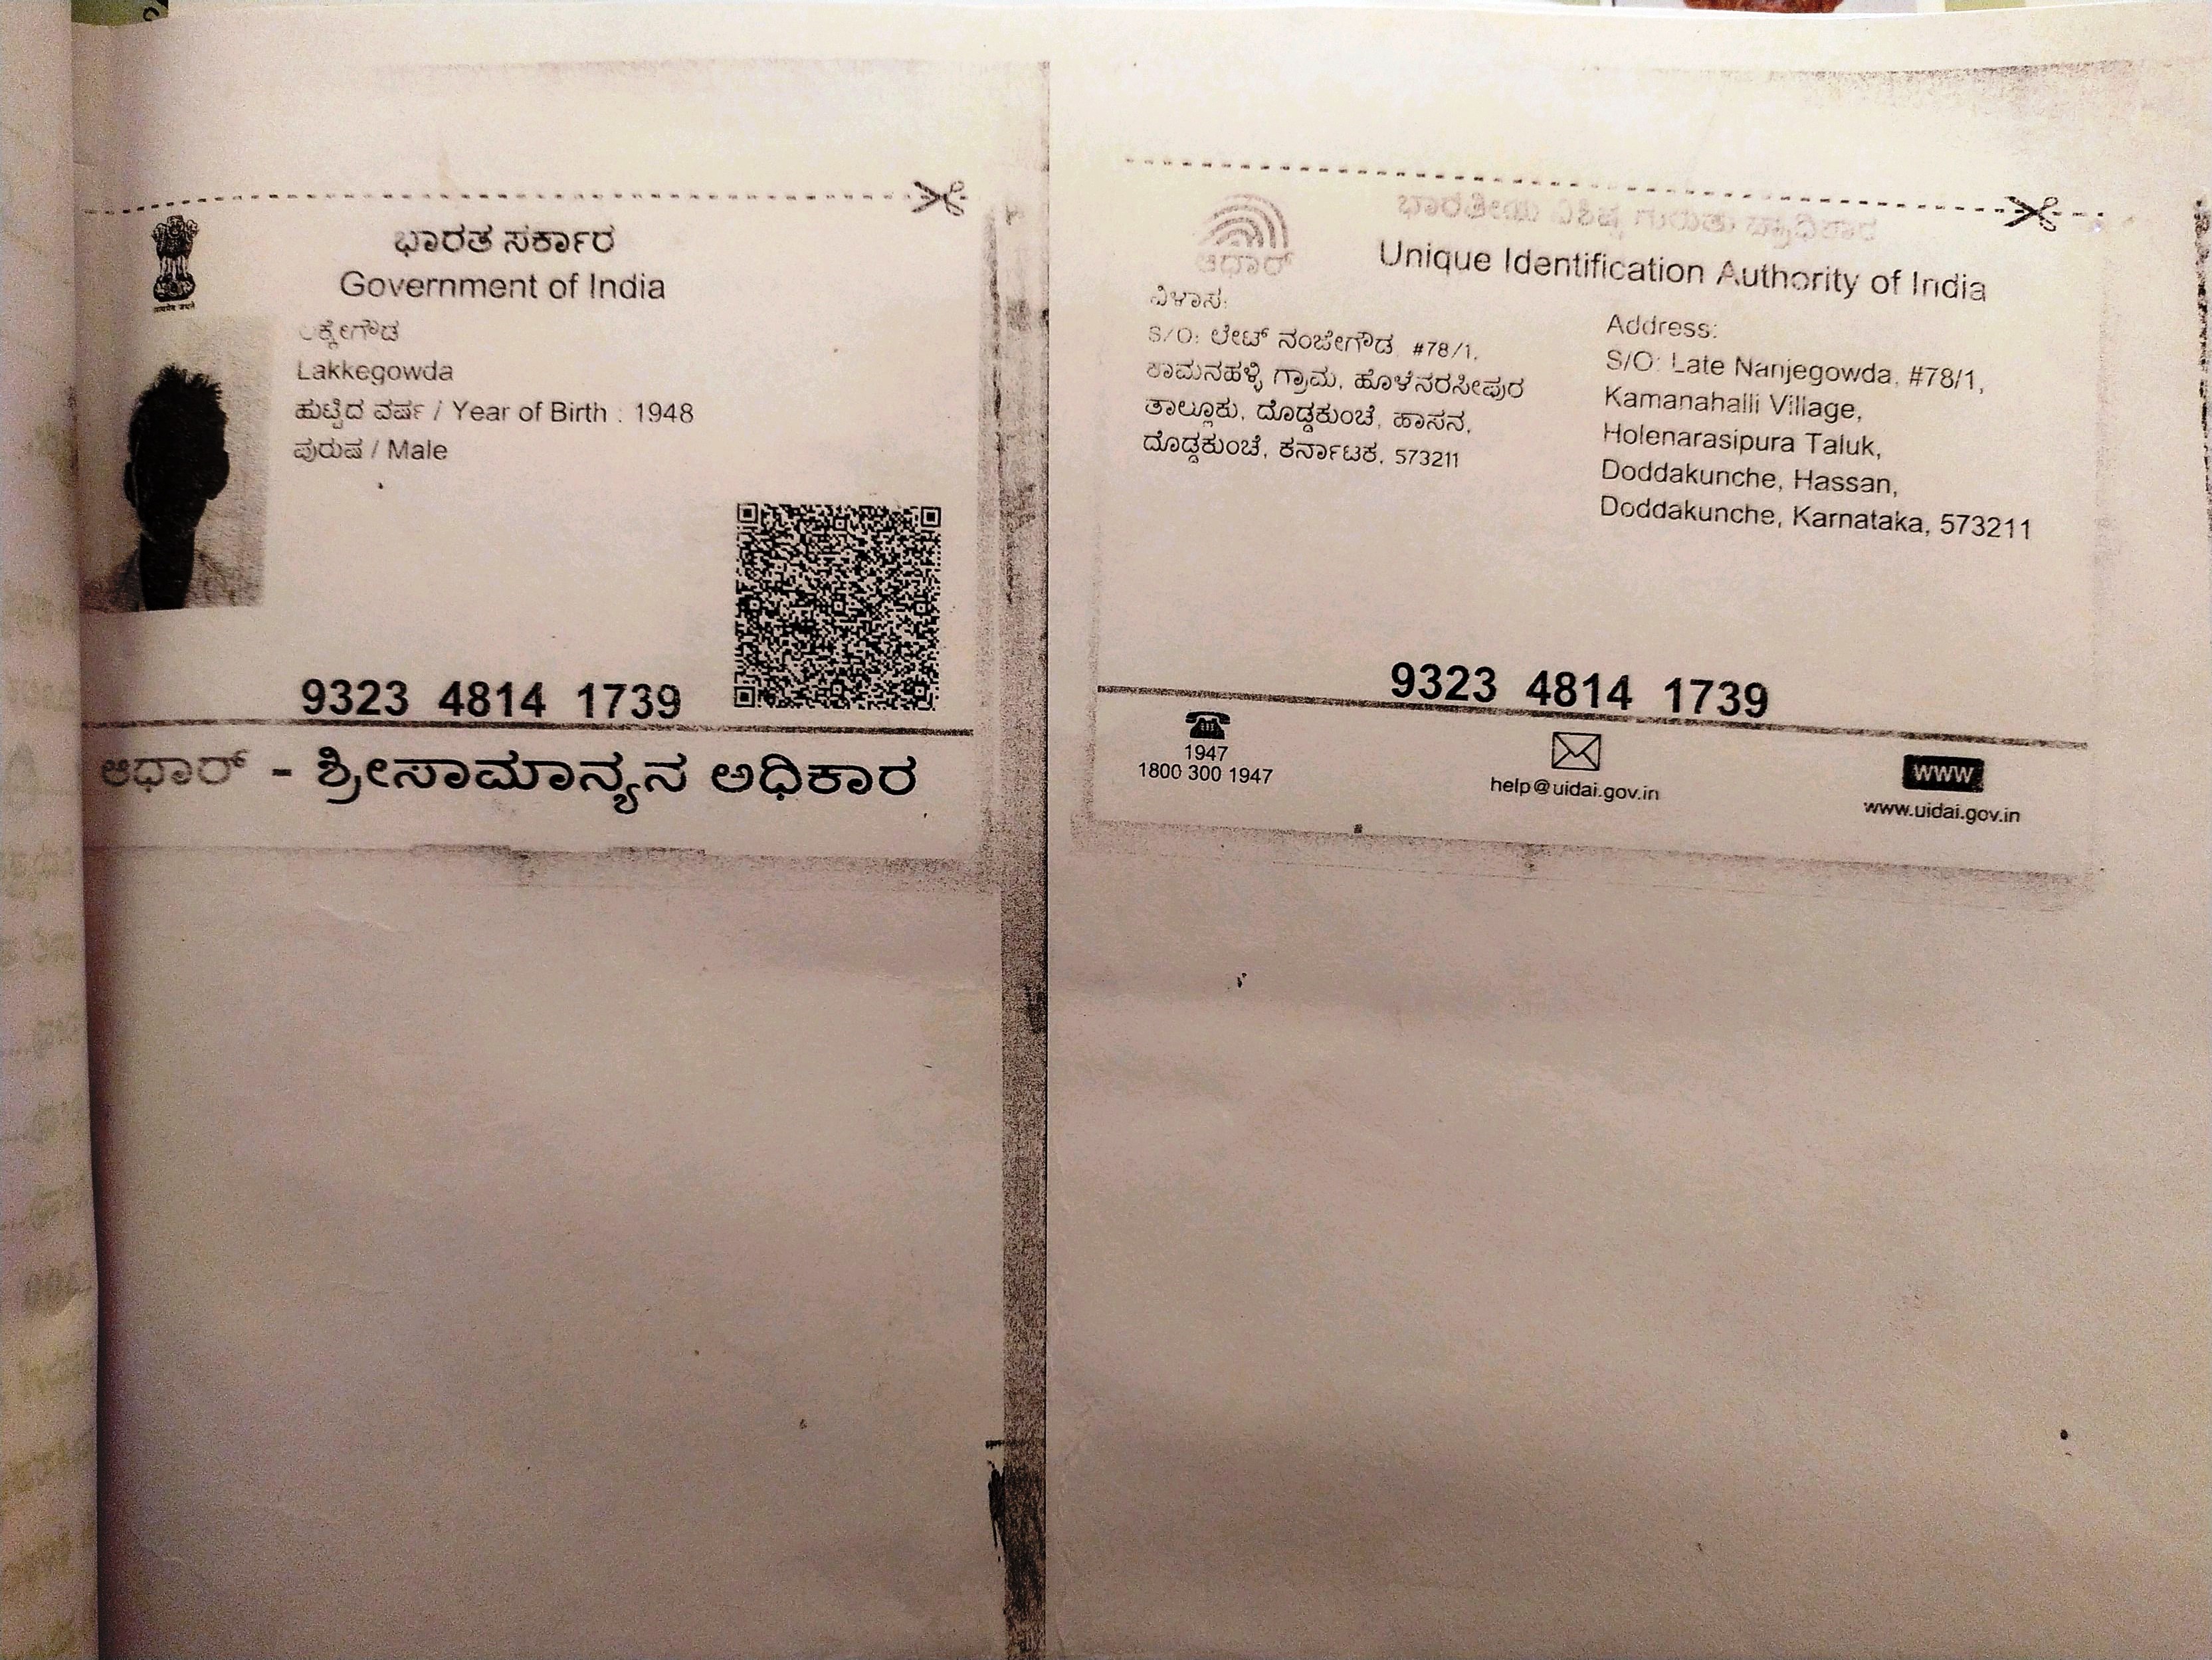 ಭಾರತ ಸರ್ಕಾರ
Government of India
Lakkegowda
ಹುಟ್ಟಿದ ವರ್ಷ / Year of Birth : 1948
ಪುರುಷ / Male
9323 4814 1739
ಆಧಾರ್ - ಶ್ರೀಸಾಮಾನ್ಯನ ಅಧಿಕಾರ
ಆಧಾರ್
Unique Identification Authority of India
ವಿಳಾಸ:
S/O: ಲೇಟ್ ನಂಜೇಗೌಡ, #78/1,
ಕಾಮನಹಳ್ಳಿ ಗ್ರಾಮ, ಹೊಳೆನರಸೀಪುರ
ತಾಲ್ಲೂಕು, ದೊಡ್ಡಕುಂಚೆ, ಹಾಸನ,
ದೊಡ್ಡಕುಂಚೆ, ಕರ್ನಾಟಕ, 573211
Address:
S/O: Late Nanjegowda, #78/1,
Kamanahalli Village,
Holenarasipura Taluk,
Doddakunche, Hassan,
Doddakunche, Karnataka, 573211
9323 4814 1739
1947
1800 300 1947
help@uidai.gov.in
www
www.uidai.gov.in